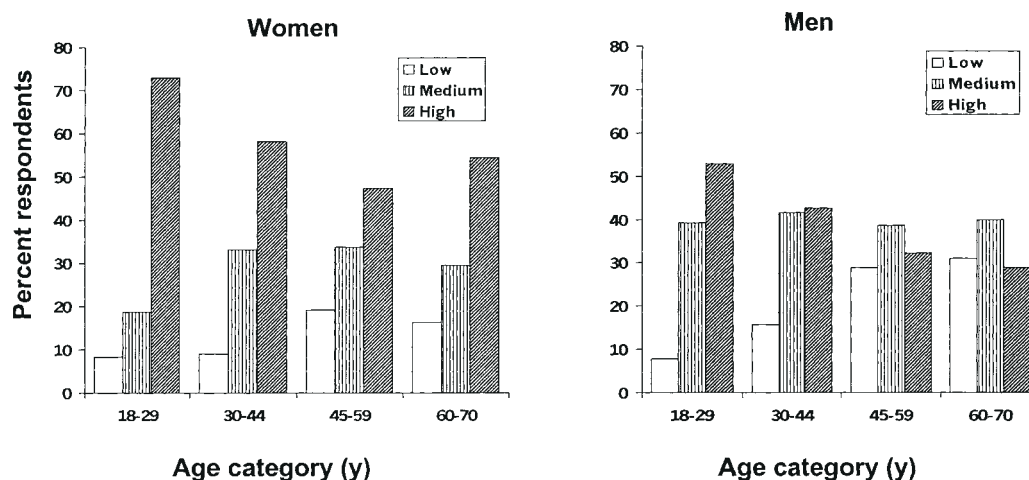 Women
80
70
60
50
40
30
20
10
0
Percent respondents
Low
Medium
High
18-29 30-44 45-59 60-70
Age category (y)
Men
80
70
60
50
40
30
20
10
0
Low
Medium
High
18-29 30-44 45-59 60-70
Age category (y)